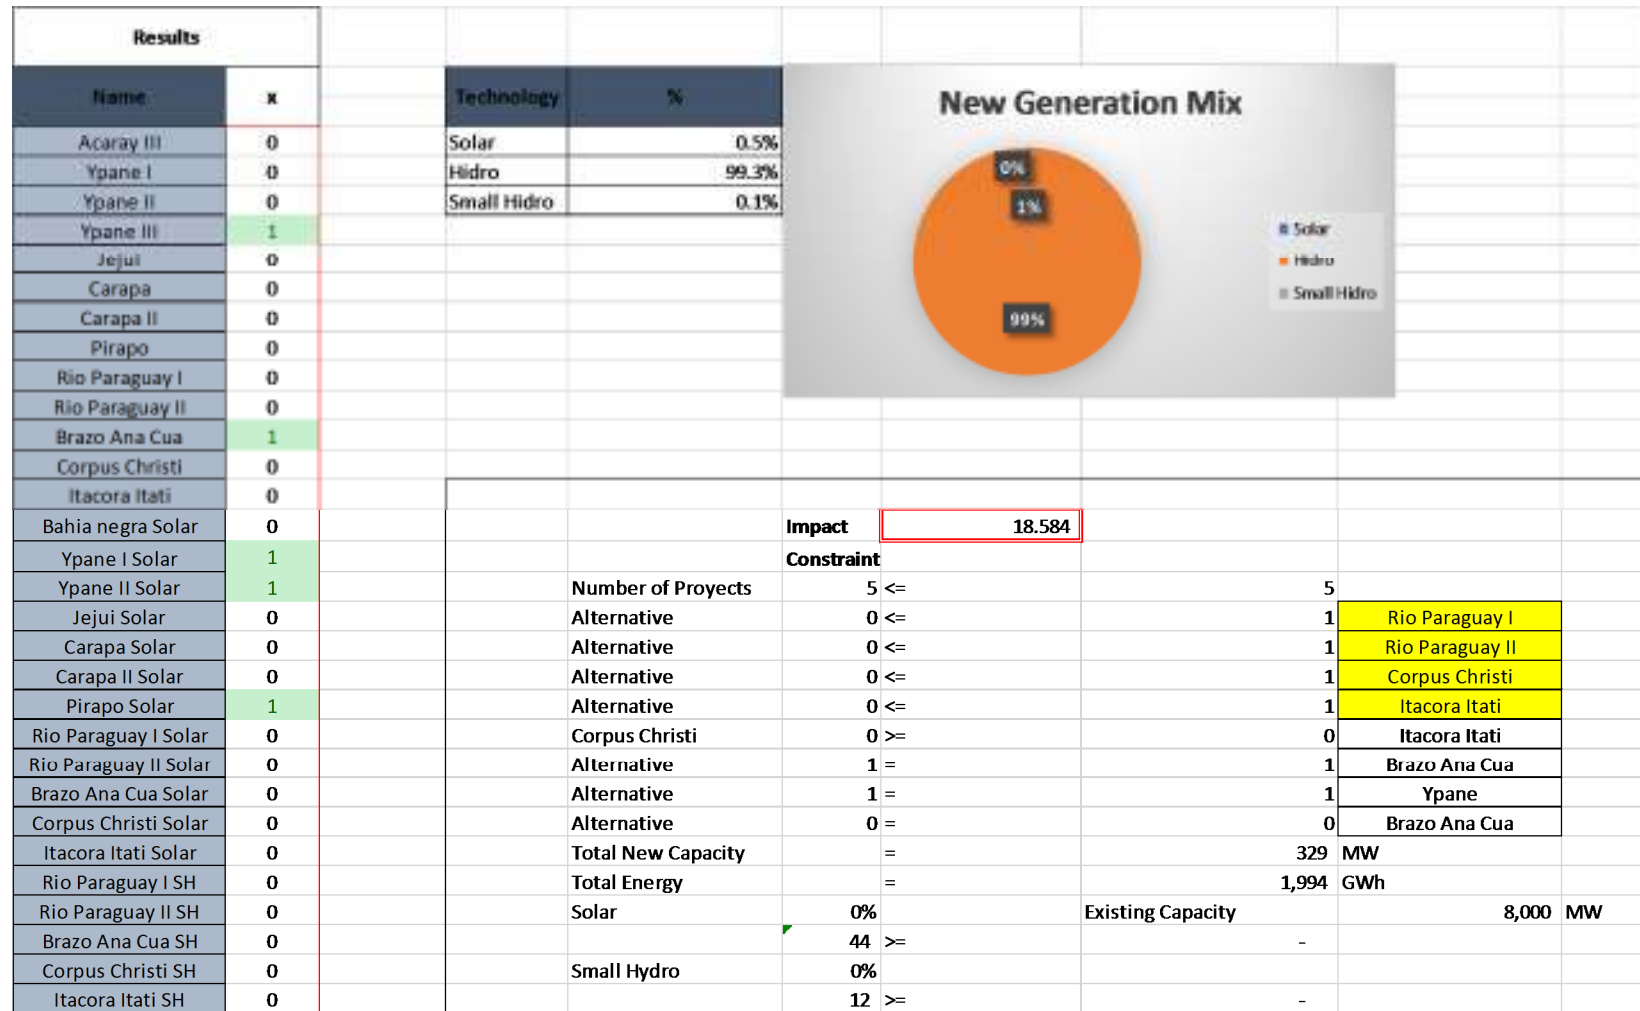 Results
Name x Technology % New Generation Mix
Acaray III 0 Solar 0.5%
Ypane I 0 Hidro 99.3% 0%
Ypane II 0 Small Hidro 0.1% 1%
Ypane III 1 Solar
Jejui 0 Hidro
Carapa 0 Small Hidro
Carapa II 0 99%
Pirapo 0
Rio Paraguay I 0
Rio Paraguay II 0
Brazo Ana Cua 1
Corpus Christi 0
Itacora Itati 0
Bahia negra Solar 0 Impact 18.584
Ypane I Solar 1 Constraint
Ypane II Solar 1 Number of Proyects 5 <= 5
Jejui Solar 0 Alternative 0 <= 1 Rio Paraguay I
Carapa Solar 0 Alternative 0 <= 1 Rio Paraguay II
Carapa II Solar 0 Alternative 0 <= 1 Corpus Christi
Pirapo Solar 1 Alternative 0 <= 1 Itacora Itati
Rio Paraguay I Solar 0 Corpus Christi 0 >= 0 Itacora Itati
Rio Paraguay II Solar 0 Alternative 1 = 1 Brazo Ana Cua
Brazo Ana Cua Solar 0 Alternative 1 = 1 Ypane
Corpus Christi Solar 0 Alternative 0 = 0 Brazo Ana Cua
Itacora Itati Solar 0 Total New Capacity = 329 MW
Rio Paraguay I SH 0 Total Energy = 1,994 GWh
Rio Paraguay II SH 0 Solar 0% Existing Capacity 8,000 MW
Brazo Ana Cua SH 0 44 >= -
Corpus Christi SH 0 Small Hydro 0%
Itacora Itati SH 0 12 >= -